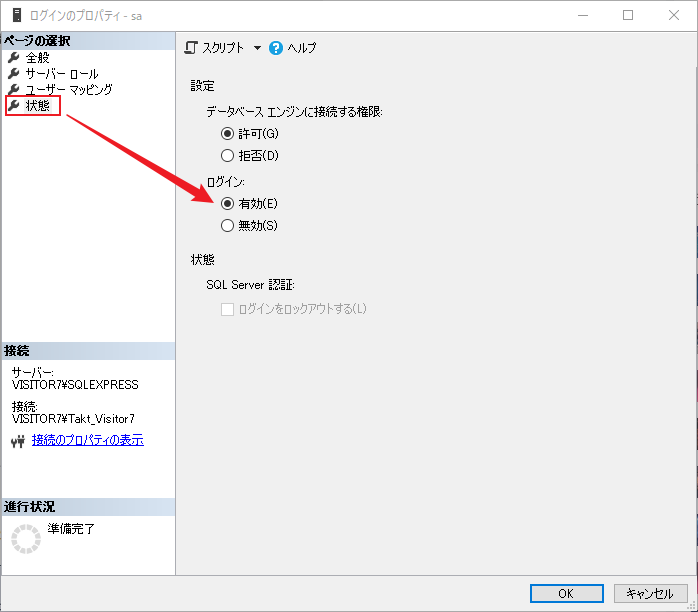 ログインのプロパティ - sa
ページの選択
全般
サーバー ロール
ユーザー マッピング
状態
接続
サーバー:
VISITOR7¥SQLEXPRESS
接続:
VISITOR7¥Takt_Visitor7
接続のプロパティの表示
進行状況
準備完了
スクリプト
ヘルプ
設定
データベース エンジンに接続する権限:
許可(G)
拒否(D)
ログイン:
有効(E)
無効(S)
状態
SQL Server 認証:
ログインをロックアウトする(L)
OK
キャンセル